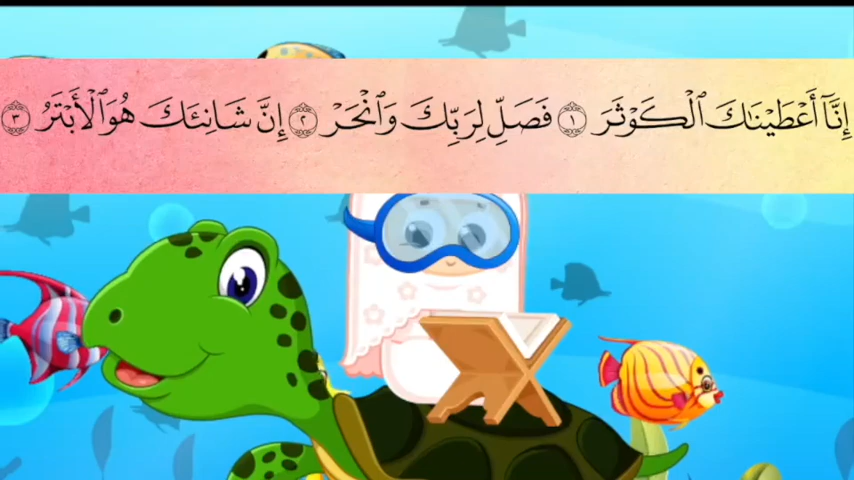 إِنَّآ أَعْطَيْنَٰكَ ٱلْكَوْثَرَ ١ فَصَلِّ لِرَبِّكَ وَٱنْحَرْ ٢ إِنَّ شَانِئَكَ هُوَ ٱلْأَبْتَرُ ٣